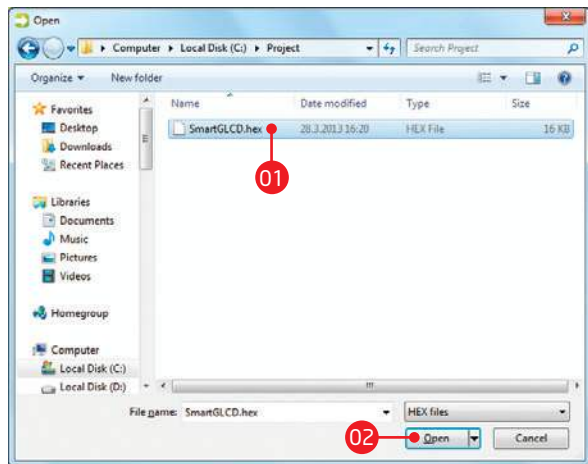 Open
Computer ▸ Local Disk (C:) ▸ Project
Search Project
Organize
New folder
Name
Date modified
Type
Size
SmartGLCD.hex
28.3.2013 16:20
HEX File
16 KB
01
Favorites
Desktop
Downloads
Recent Places
Libraries
Documents
Music
Pictures
Videos
Homegroup
Computer
Local Disk (C:)
Local Disk (D:)
File name: SmartGLCD.hex
HEX files
02
Open
Cancel